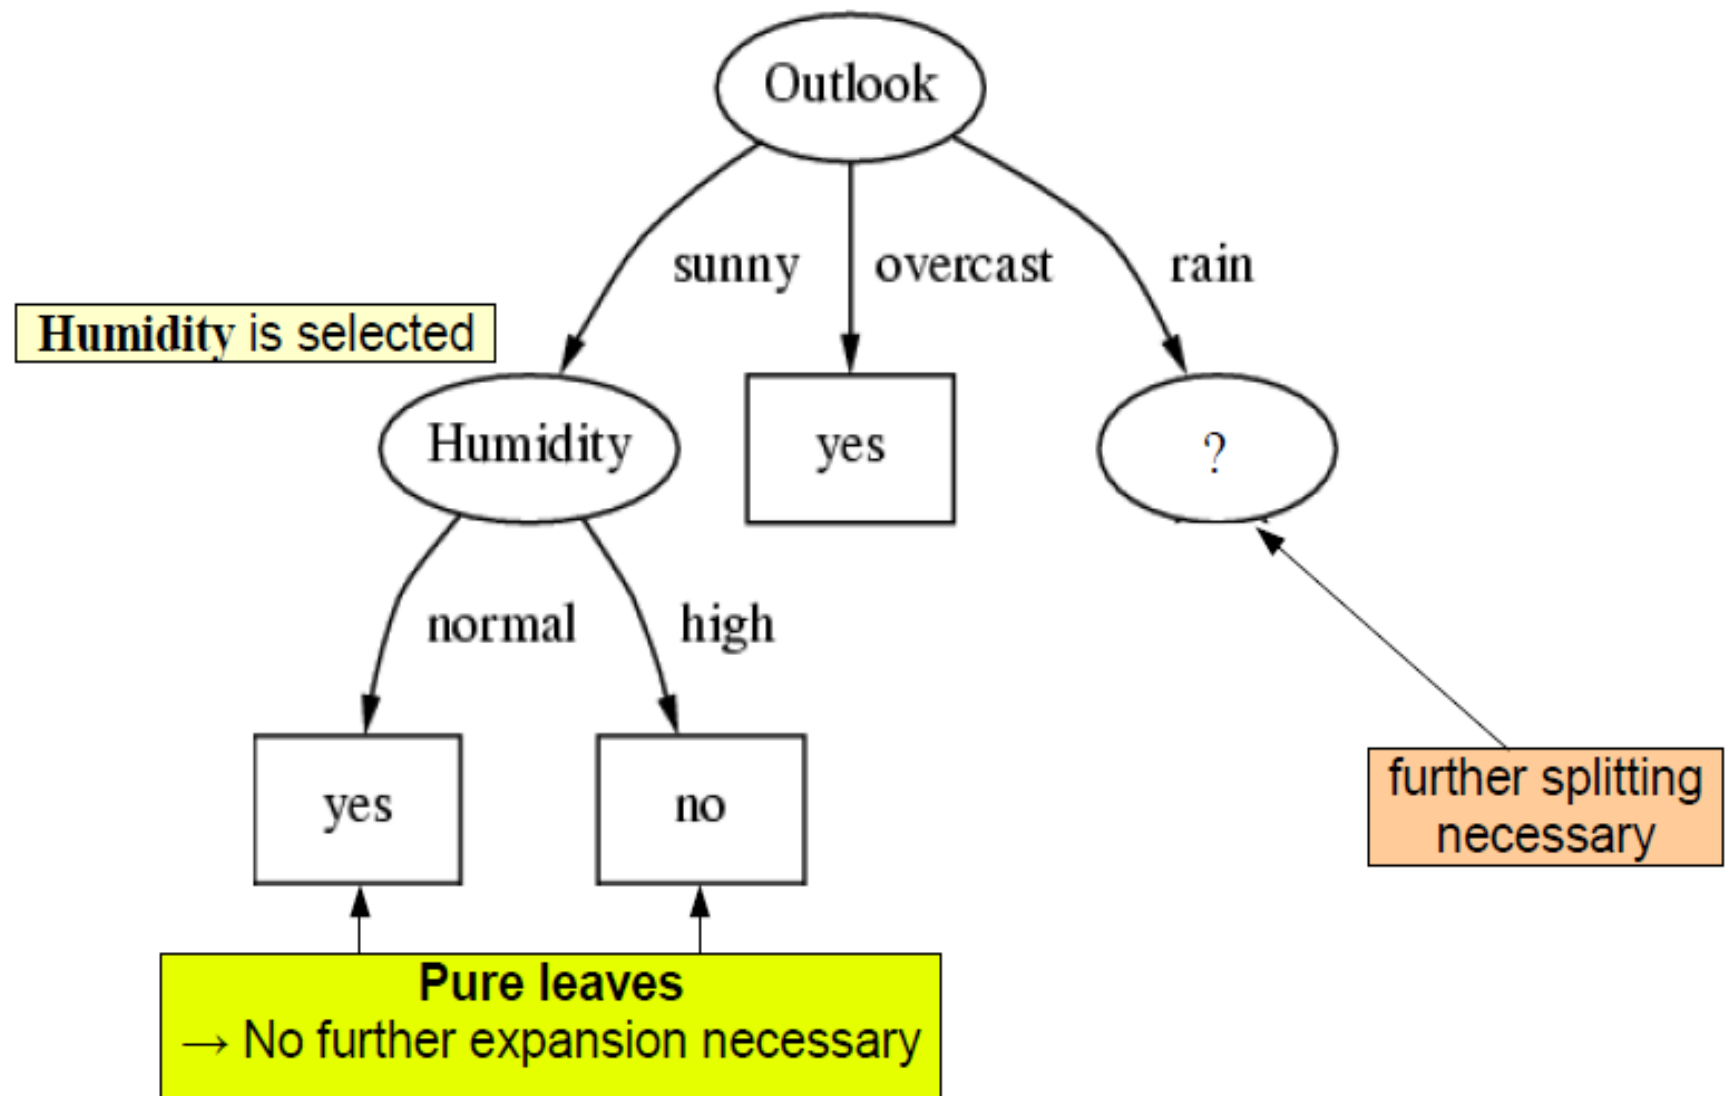 Outlook
sunny
overcast
rain
Humidity is selected
Humidity
yes
?
normal
high
yes
no
further splitting
necessary
Pure leaves
→ No further expansion necessary